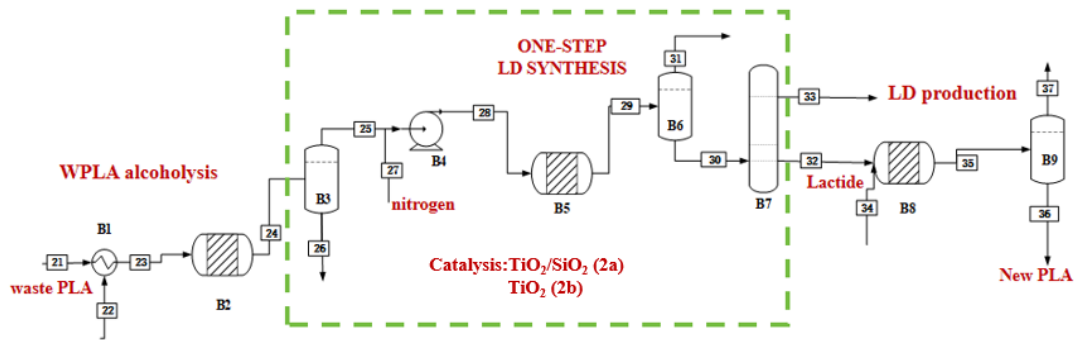 ONE-STEP
LD SYNTHESIS
31
33
LD production
37
25
28
29
B6
B4
27
nitrogen
30
32
Lactide
35
B9
WPLA alcoholysis
B3
B5
B7
34
B8
36
B1
24
26
21
23
waste PLA
22
B2
Catalysis:TiO₂/SiO₂ (2a)
TiO₂ (2b)
New PLA